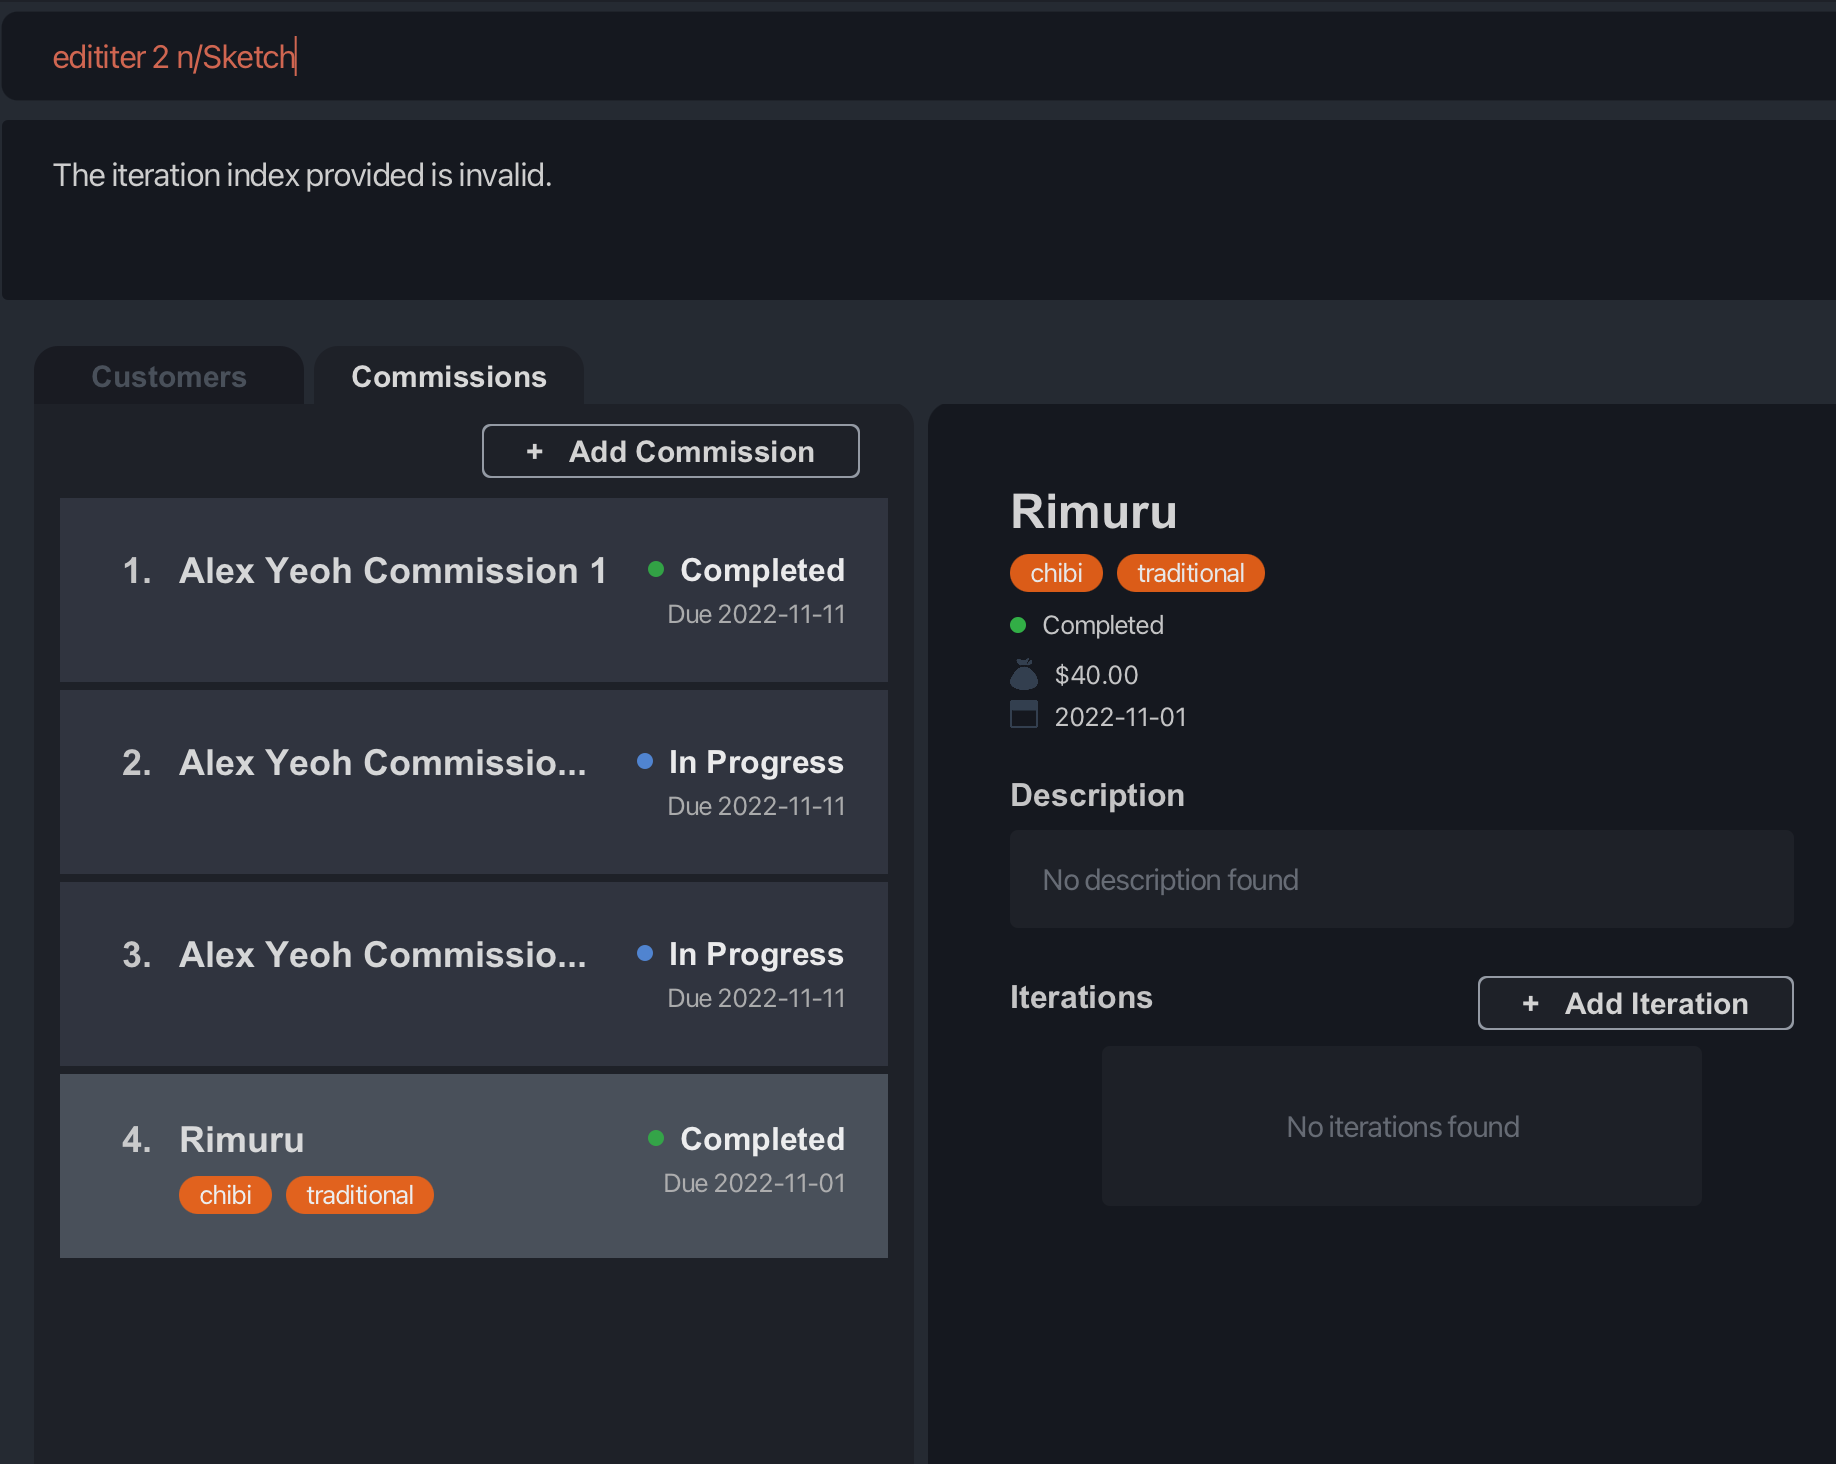 edititer 2 n/Sketch
The iteration index provided is invalid.
Customers
Commissions
+ Add Commission
1. Alex Yeoh Commission 1
Completed
Due 2022-11-11
2. Alex Yeoh Commissio...
In Progress
Due 2022-11-11
3. Alex Yeoh Commissio...
In Progress
Due 2022-11-11
4. Rimuru
Completed
chibi traditional
Due 2022-11-01
Rimuru
chibi traditional
Completed
$40.00
2022-11-01
Description
No description found
Iterations
+ Add Iteration
No iterations found